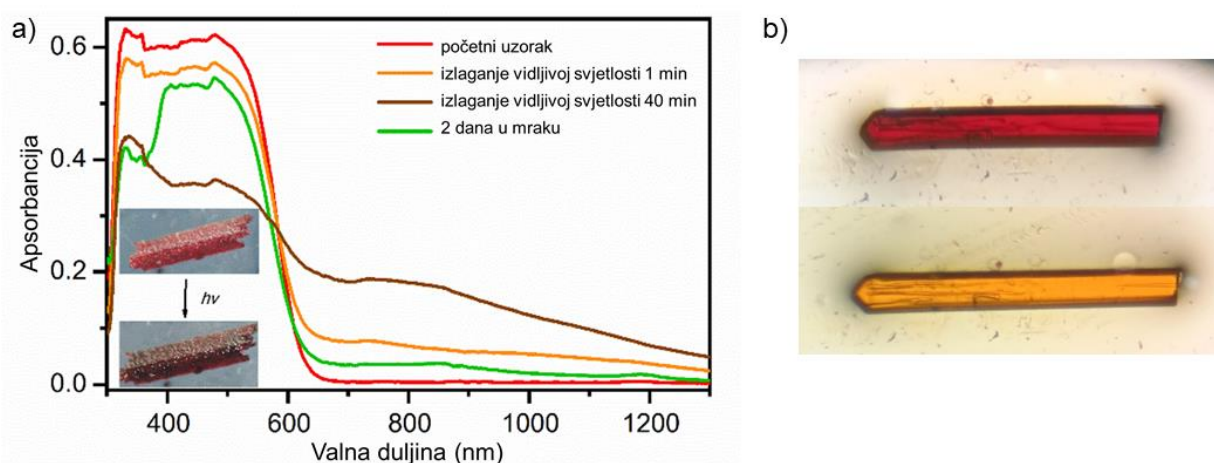 a)
b)
Apsorbancija
0.6
0.4
0.2
0.0
početni uzorak
izlaganje vidljivoj svjetlosti 1 min
izlaganje vidljivoj svjetlosti 40 min
2 dana u mraku
hv
400
600
800
1000
1200
Valna duljina (nm)